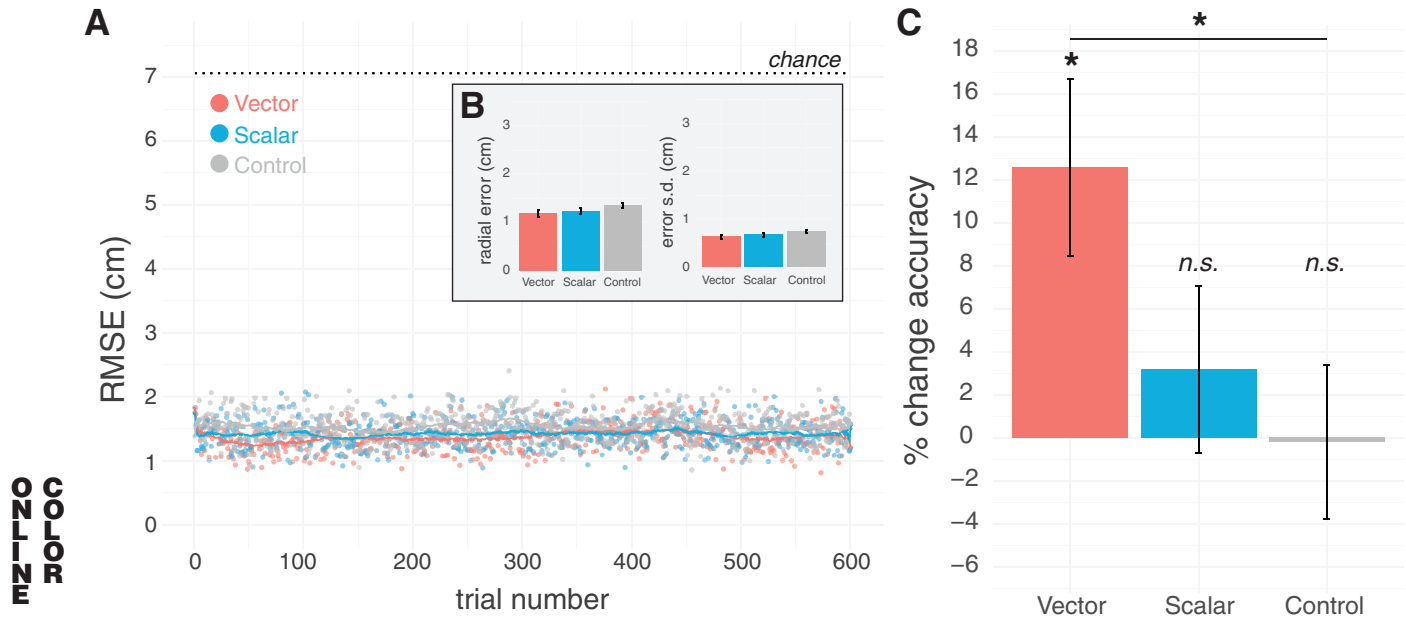 A
chance
7
6
5
4
3
2
1
0
RMSE (cm)
Vector
Scalar
Control
0
100
200
300
400
500
600
trial number
B
radial error (cm)
3
2
1
0
Vector
Scalar
Control
error s.d. (cm)
3
2
1
0
Vector
Scalar
Control
C
% change accuracy
18
16
14
12
10
8
6
4
2
0
−2
−4
−6
*
*
n.s.
n.s.
Vector
Scalar
Control
ONLINE
COLOR